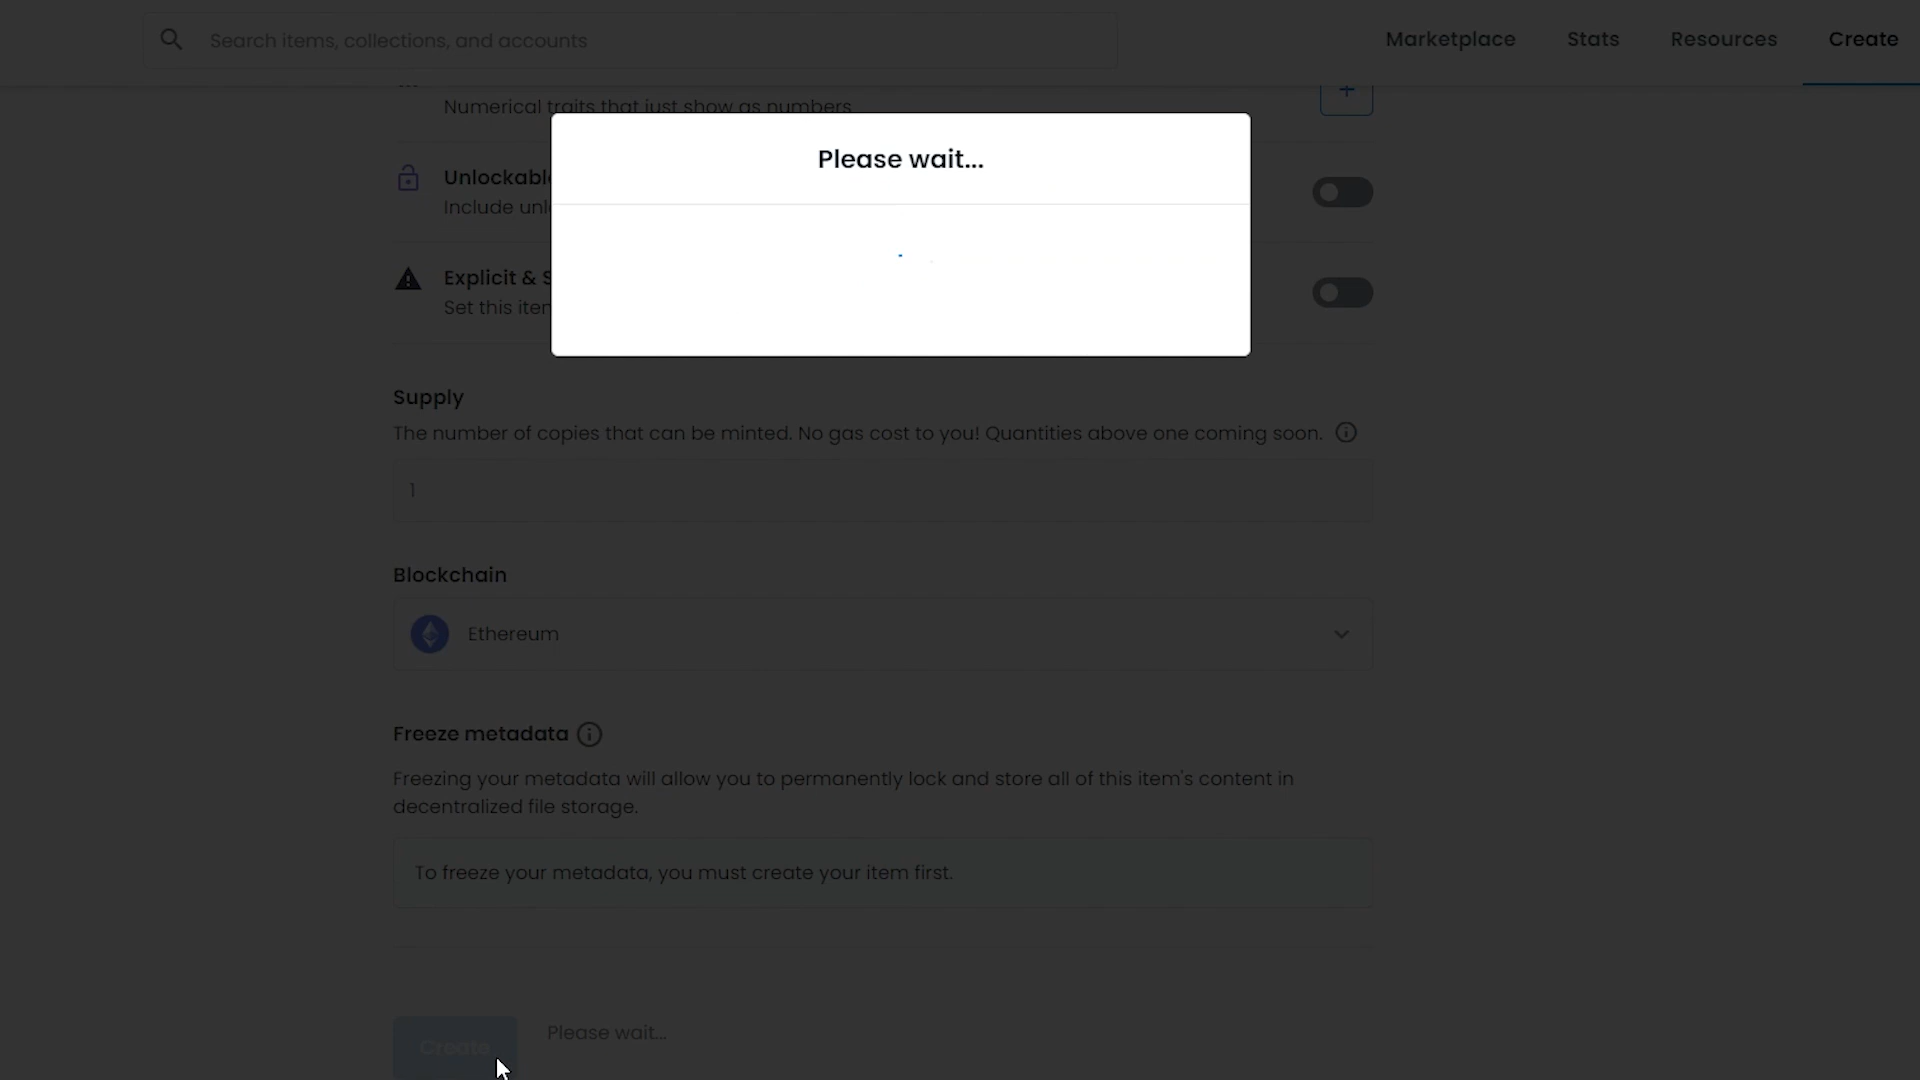 Search items, collections, and accounts
Marketplace Stats Resources Create
Numerical traits that just show as numbers
Please wait...
Include
Explicit &
Set this
Supply
The number of copies that can be minted. No gas cost to you! Quantities above one coming soon.
1
Blockchain
Ethereum
Freeze metadata
Freezing your metadata will allow you to permanently lock and store all of this item's content in
decentralized file storage.
To freeze your metadata, you must create your item first.
Create
Please wait...